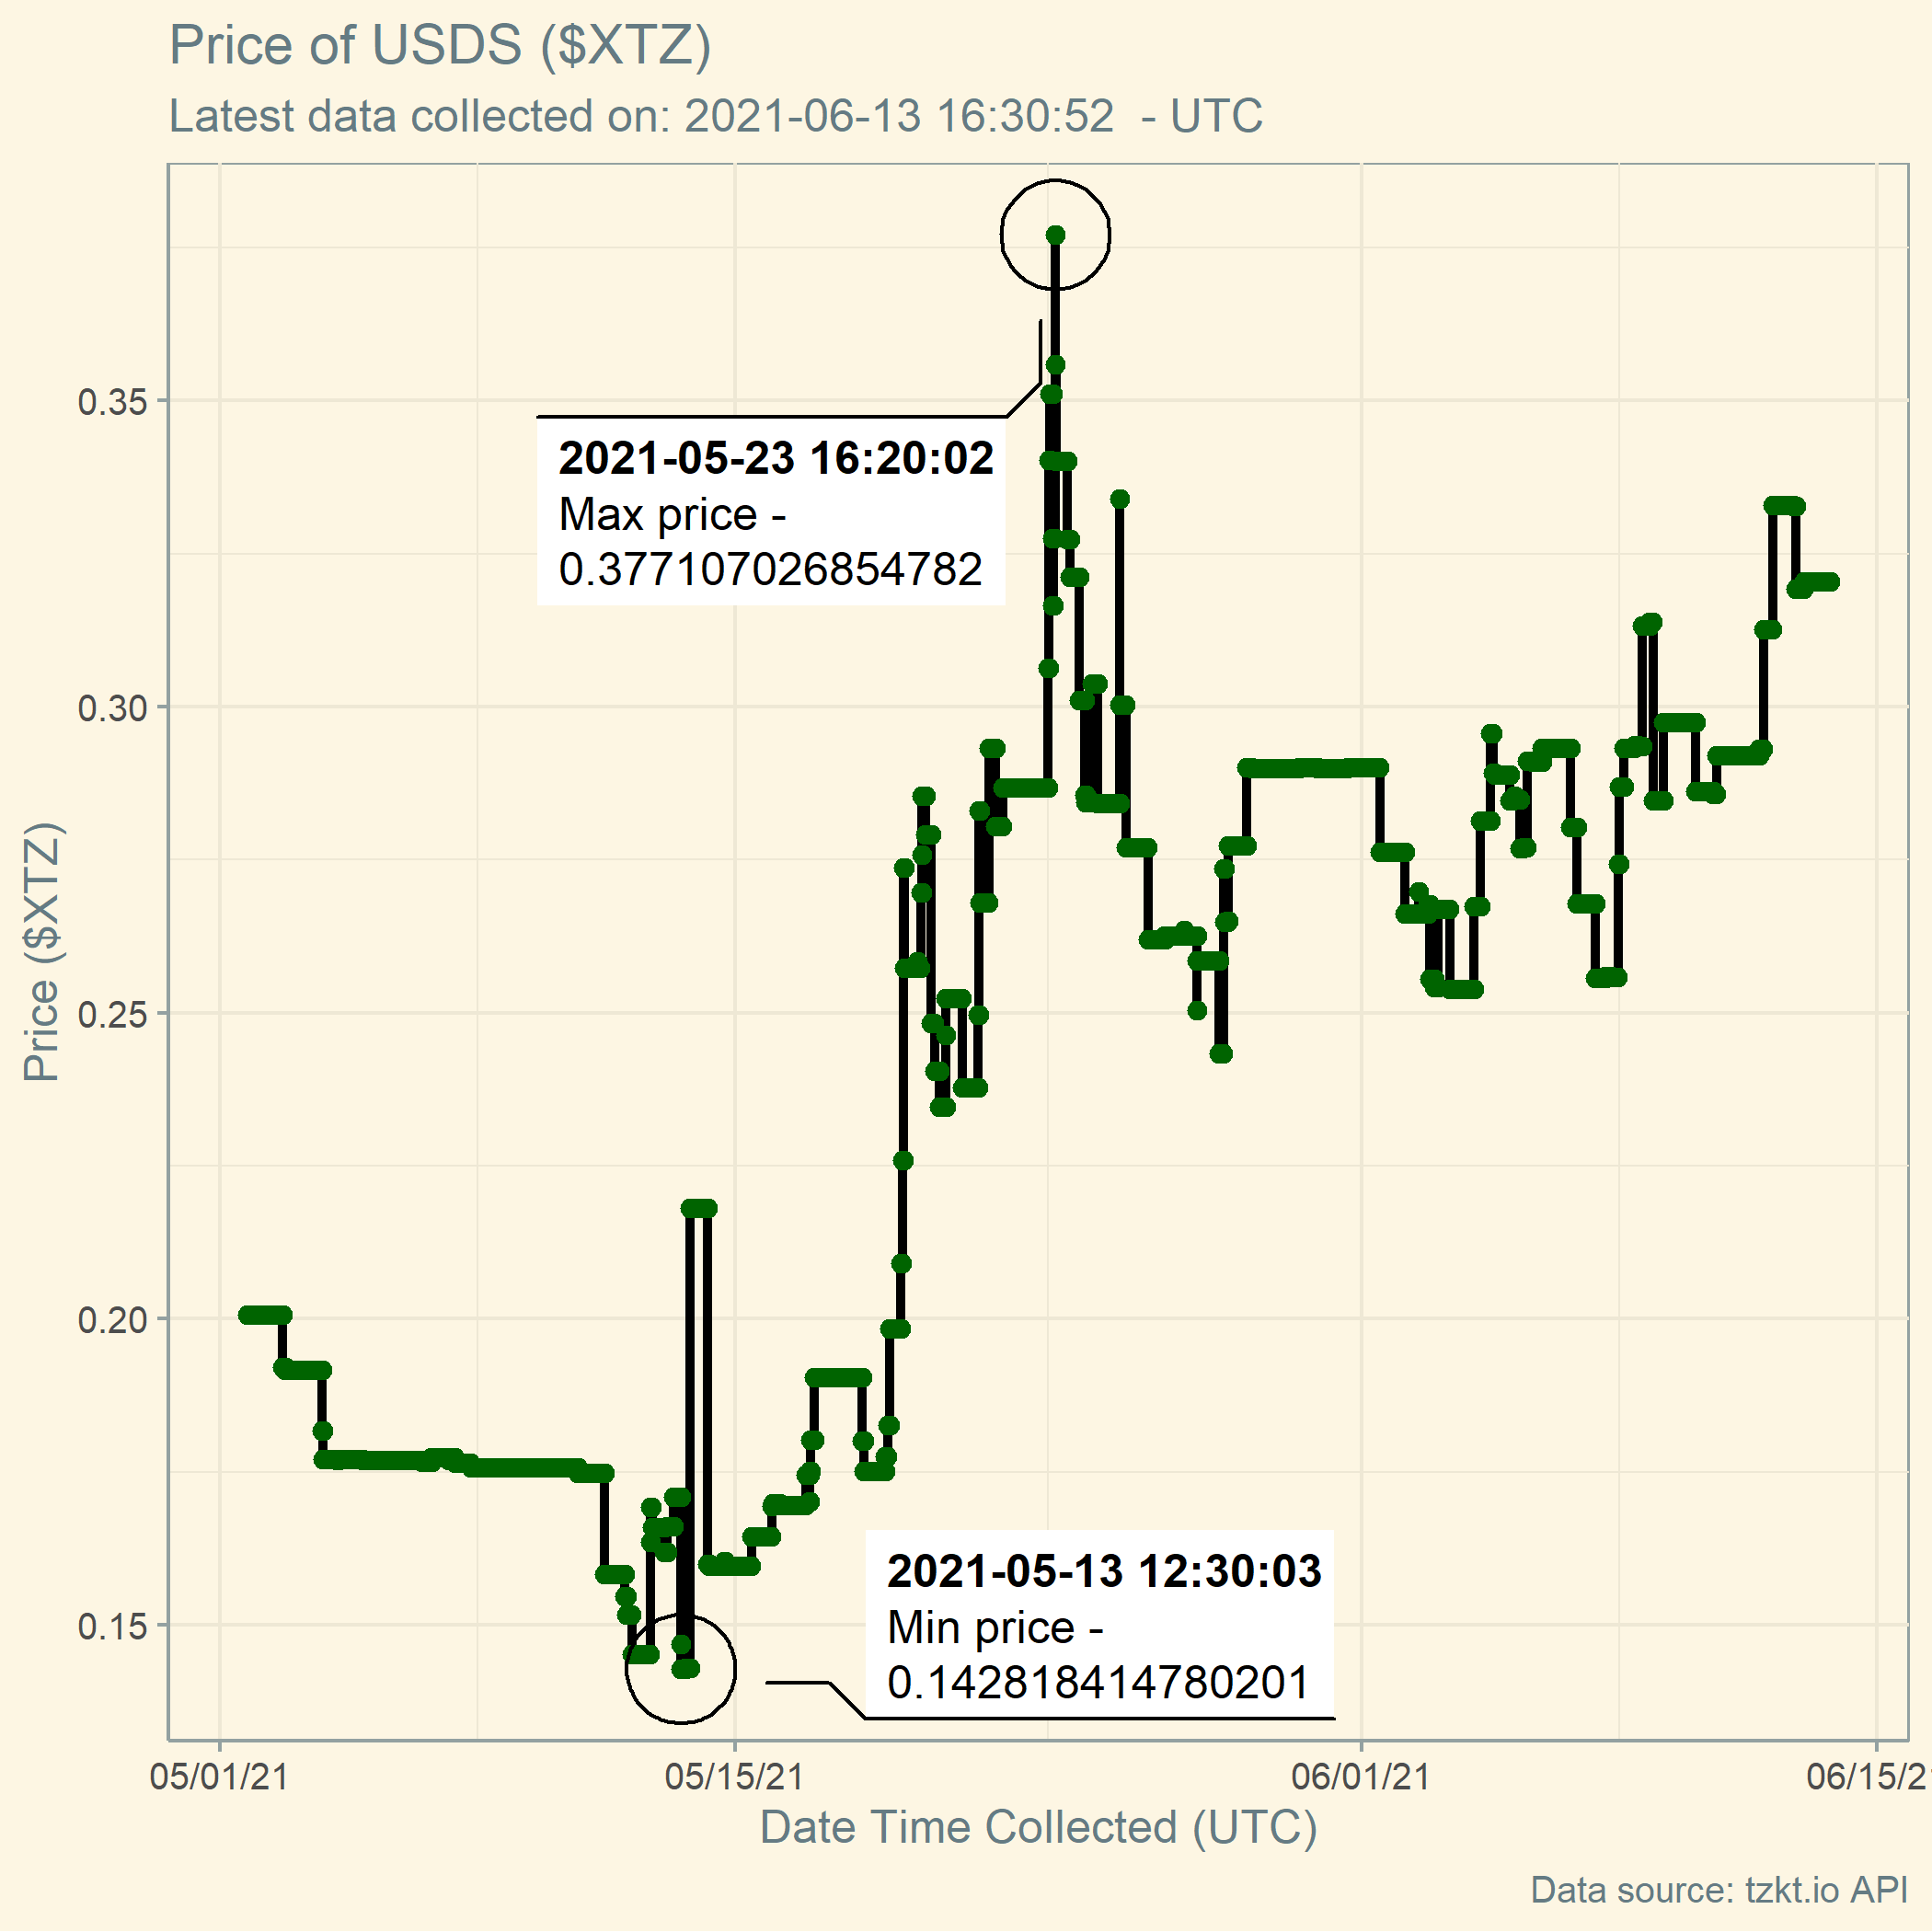 Price of USDS ($XTZ)
Latest data collected on: 2021-06-13 16:30:52  - UTC
Price ($XTZ)
0.35
0.30
0.25
0.20
0.15
2021-05-23 16:20:02
Max price -
0.377107026854782
2021-05-13 12:30:03
Min price -
0.142818414780201
05/01/21
05/15/21
06/01/21
06/15/2
Date Time Collected (UTC)
Data source: tzkt.io API